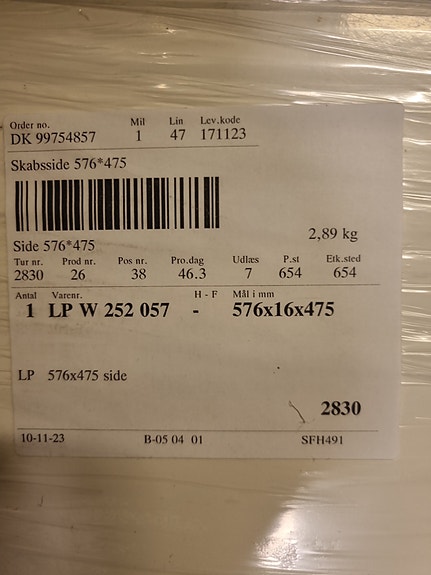 Order no. Mil Lin Lev.kode
DK 99754857 1 47 171123
Skabsside 576*475
2,89 kg
Side 576*475
Tur nr. Prod nr. Pos nr. Pro.dag Udlæs P.st Etk.sted
2830 26 38 46.3 7 654 654
Antal Varenr. H - F Mål i mm
1 LP W 252 057 - 576x16x475
LP 576x475 side
2830
10-11-23 B-05 04 01 SFH491